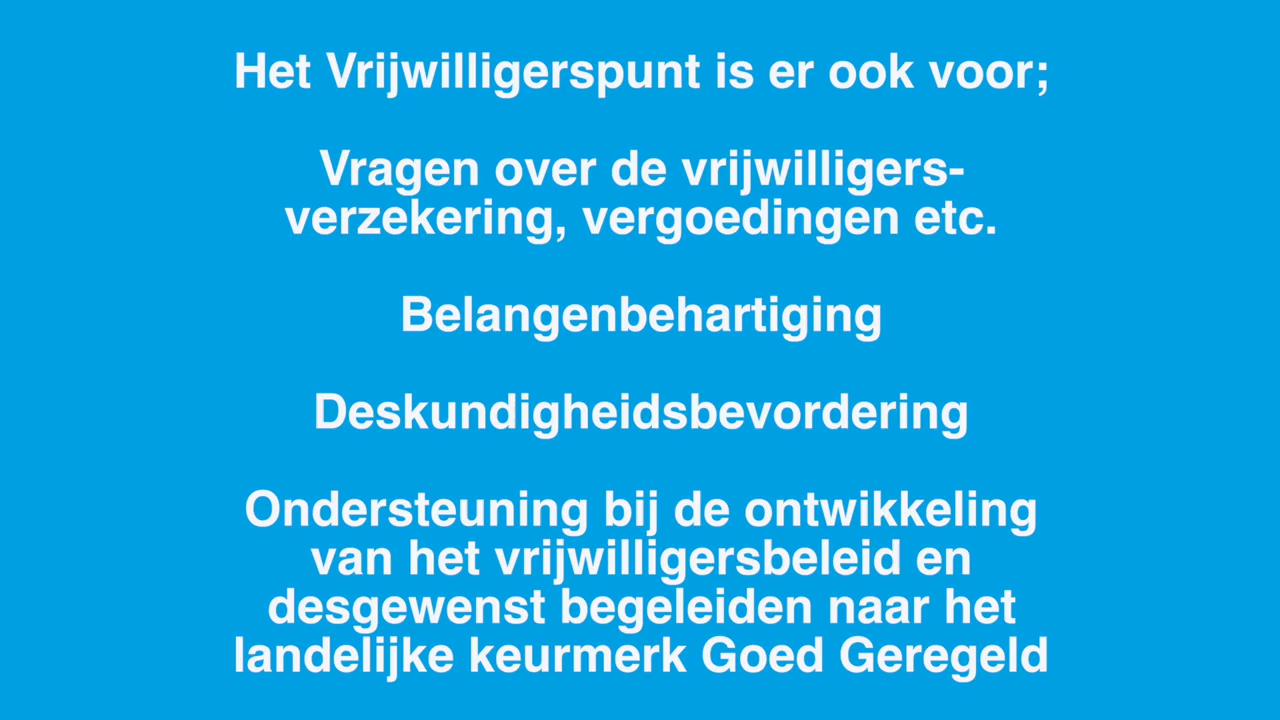 Het Vrijwilligerspunt is er ook voor;
Vragen over de vrijwilligers-
verzekering, vergoedingen etc.
Belangenbehartiging
Deskundigheidsbevordering
Ondersteuning bij de ontwikkeling
van het vrijwilligersbeleid en
desgewenst begeleiden naar het
landelijke keurmerk Goed Geregeld